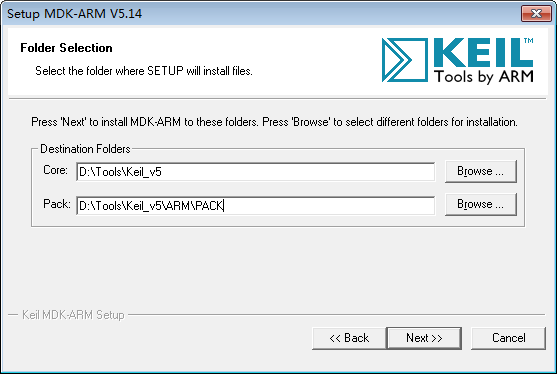 Setup MDK-ARM V5.14
Folder Selection
Select the folder where SETUP will install files.
KEIL™
Tools by ARM
Press 'Next' to install MDK-ARM to these folders. Press 'Browse' to select different folders for installation.
Destination Folders
Core: D:\Tools\Keil_v5 Browse ...
Pack: D:\Tools\Keil_v5\ARM\PACK Browse ...
Keil MDK-ARM Setup
<< Back Next >> Cancel